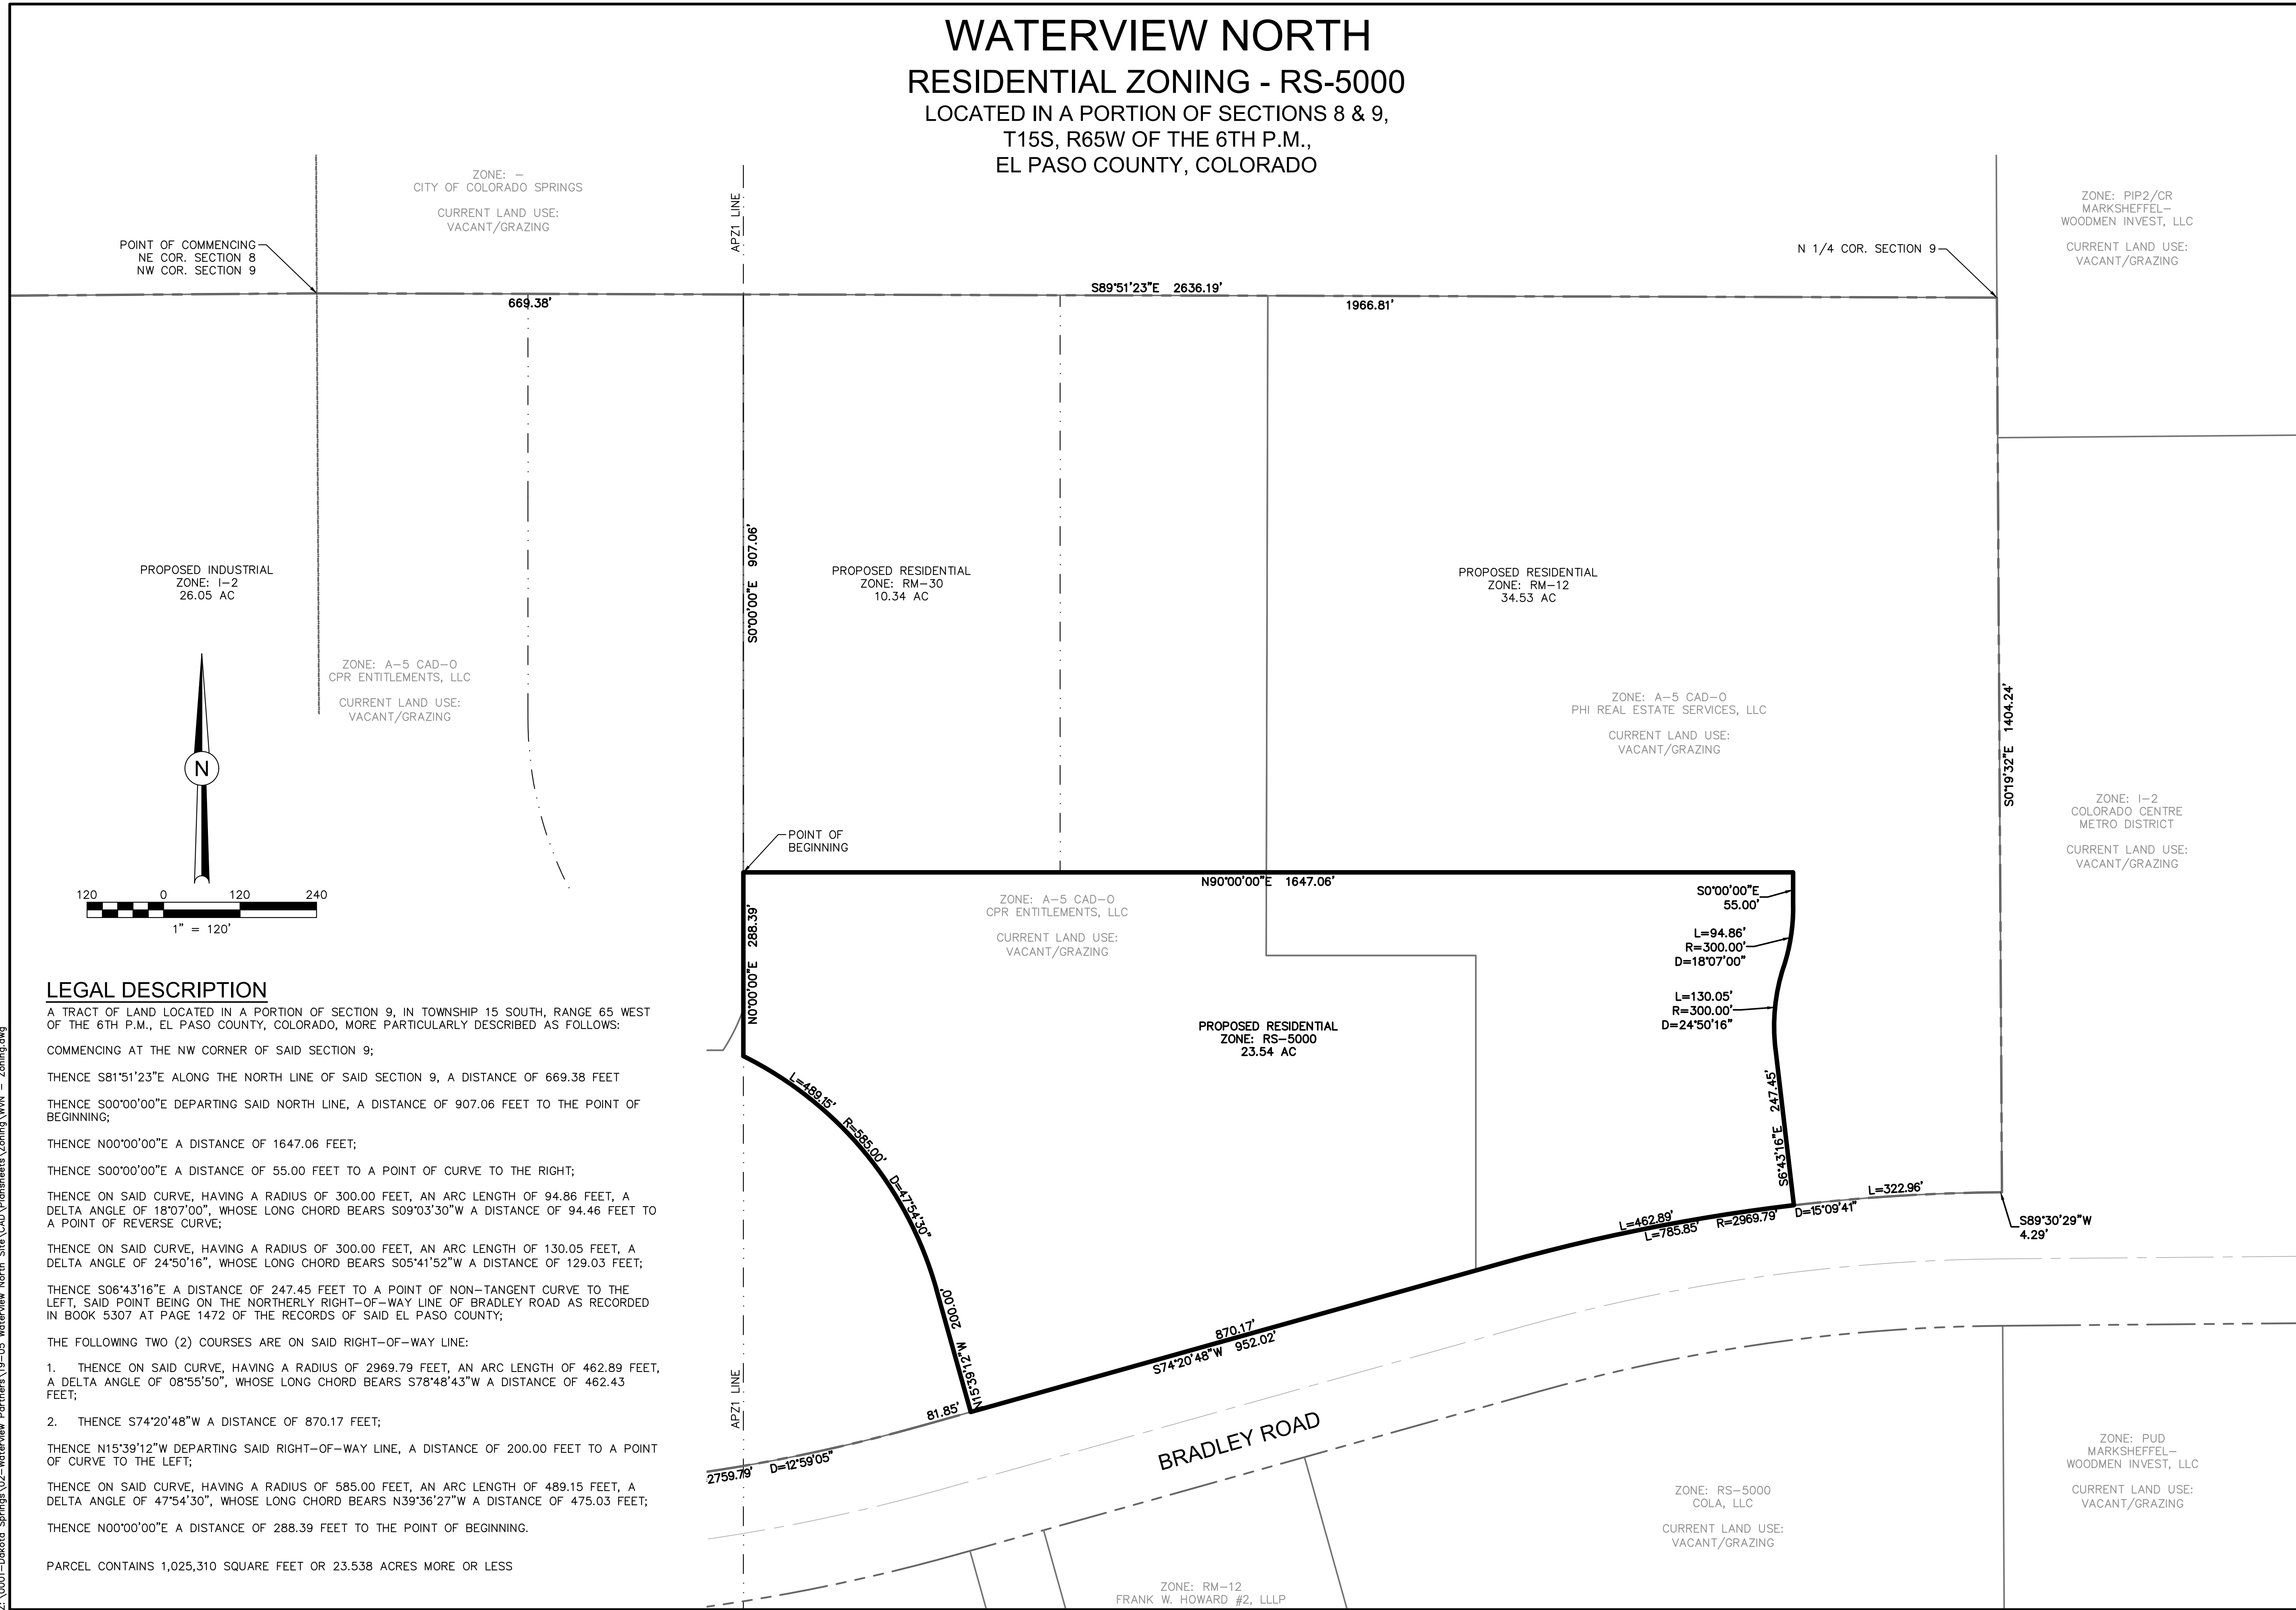 WATERVIEW NORTH
RESIDENTIAL ZONING - RS-5000
LOCATED IN A PORTION OF SECTIONS 8 & 9,
T15S, R65W OF THE 6TH P.M.,
EL PASO COUNTY, COLORADO
ZONE: –
CITY OF COLORADO SPRINGS
CURRENT LAND USE:
VACANT/GRAZING
APZ1 LINE
ZONE: PIP2/CR
MARKSHEFFEL–
WOODMEN INVEST, LLC
CURRENT LAND USE:
VACANT/GRAZING
POINT OF COMMENCING
NE COR. SECTION 8
NW COR. SECTION 9
N 1/4 COR. SECTION 9
S89°51'23"E 2636.19'
669.38'
1966.81'
S0°00'00"E 907.06'
PROPOSED INDUSTRIAL
ZONE: I–2
26.05 AC
PROPOSED RESIDENTIAL
ZONE: RM–30
10.34 AC
PROPOSED RESIDENTIAL
ZONE: RM–12
34.53 AC
ZONE: A–5 CAD–O
CPR ENTITLEMENTS, LLC
CURRENT LAND USE:
VACANT/GRAZING
ZONE: A–5 CAD–O
PHI REAL ESTATE SERVICES, LLC
CURRENT LAND USE:
VACANT/GRAZING
S0°19'32"E 1404.24'
N
ZONE: I–2
COLORADO CENTRE
METRO DISTRICT
CURRENT LAND USE:
VACANT/GRAZING
POINT OF
BEGINNING
120 0 120 240
1" = 120'
N90°00'00"E 1647.06'
ZONE: A–5 CAD–O
CPR ENTITLEMENTS, LLC
CURRENT LAND USE:
VACANT/GRAZING
N0°00'00"E 288.39'
S0°00'00"E
55.00'
L=94.86'
R=300.00'
D=18°07'00"
L=130.05'
R=300.00'
D=24°50'16"
PROPOSED RESIDENTIAL
ZONE: RS–5000
23.54 AC
S6°43'16"E 247.45'
L=489.15' R=585.00' D=47°54'30"
N15°39'12"W 200.00'
L=322.96'
L=462.89'
L=785.85' R=2969.79' D=15°09'41"
S89°30'29"W
4.29'
870.17'
S74°20'48"W 952.02'
81.85'
APZ1 LINE
2759.79' D=12°59'05"
BRADLEY ROAD
ZONE: RS–5000
COLA, LLC
CURRENT LAND USE:
VACANT/GRAZING
ZONE: PUD
MARKSHEFFEL–
WOODMEN INVEST, LLC
CURRENT LAND USE:
VACANT/GRAZING
ZONE: RM–12
FRANK W. HOWARD #2, LLLP
LEGAL DESCRIPTION
A TRACT OF LAND LOCATED IN A PORTION OF SECTION 9, IN TOWNSHIP 15 SOUTH, RANGE 65 WEST
OF THE 6TH P.M., EL PASO COUNTY, COLORADO, MORE PARTICULARLY DESCRIBED AS FOLLOWS:
COMMENCING AT THE NW CORNER OF SAID SECTION 9;
THENCE S81°51'23"E ALONG THE NORTH LINE OF SAID SECTION 9, A DISTANCE OF 669.38 FEET
THENCE S00°00'00"E DEPARTING SAID NORTH LINE, A DISTANCE OF 907.06 FEET TO THE POINT OF
BEGINNING;
THENCE N00°00'00"E A DISTANCE OF 1647.06 FEET;
THENCE S00°00'00"E A DISTANCE OF 55.00 FEET TO A POINT OF CURVE TO THE RIGHT;
THENCE ON SAID CURVE, HAVING A RADIUS OF 300.00 FEET, AN ARC LENGTH OF 94.86 FEET, A
DELTA ANGLE OF 18°07'00", WHOSE LONG CHORD BEARS S09°03'30"W A DISTANCE OF 94.46 FEET TO
A POINT OF REVERSE CURVE;
THENCE ON SAID CURVE, HAVING A RADIUS OF 300.00 FEET, AN ARC LENGTH OF 130.05 FEET, A
DELTA ANGLE OF 24°50'16", WHOSE LONG CHORD BEARS S05°41'52"W A DISTANCE OF 129.03 FEET;
THENCE S06°43'16"E A DISTANCE OF 247.45 FEET TO A POINT OF NON–TANGENT CURVE TO THE
LEFT, SAID POINT BEING ON THE NORTHERLY RIGHT–OF–WAY LINE OF BRADLEY ROAD AS RECORDED
IN BOOK 5307 AT PAGE 1472 OF THE RECORDS OF SAID EL PASO COUNTY;
THE FOLLOWING TWO (2) COURSES ARE ON SAID RIGHT–OF–WAY LINE:
1. THENCE ON SAID CURVE, HAVING A RADIUS OF 2969.79 FEET, AN ARC LENGTH OF 462.89 FEET,
A DELTA ANGLE OF 08°55'50", WHOSE LONG CHORD BEARS S78°48'43"W A DISTANCE OF 462.43
FEET;
2. THENCE S74°20'48"W A DISTANCE OF 870.17 FEET;
THENCE N15°39'12"W DEPARTING SAID RIGHT–OF–WAY LINE, A DISTANCE OF 200.00 FEET TO A POINT
OF CURVE TO THE LEFT;
THENCE ON SAID CURVE, HAVING A RADIUS OF 585.00 FEET, AN ARC LENGTH OF 489.15 FEET, A
DELTA ANGLE OF 47°54'30", WHOSE LONG CHORD BEARS N39°36'27"W A DISTANCE OF 475.03 FEET;
THENCE N00°00'00"E A DISTANCE OF 288.39 FEET TO THE POINT OF BEGINNING.
PARCEL CONTAINS 1,025,310 SQUARE FEET OR 23.538 ACRES MORE OR LESS